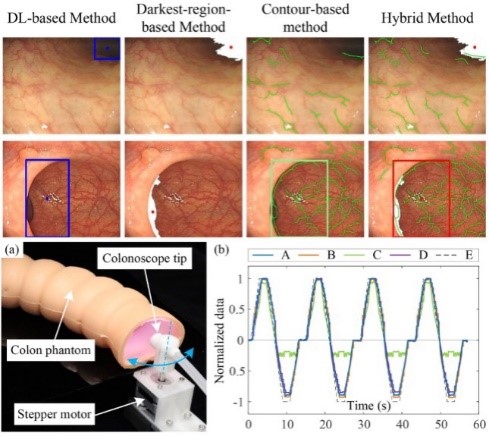 DL-based Method
Darkest-region-
based Method
Contour-based
method
Hybrid Method
(a)
Colonoscope tip
Colon phantom
Stepper motor
(b)
A B C D E
Normalized data
1
0.5
0
0.5
-1
Time (s)
0 10 20 30 40 50 60